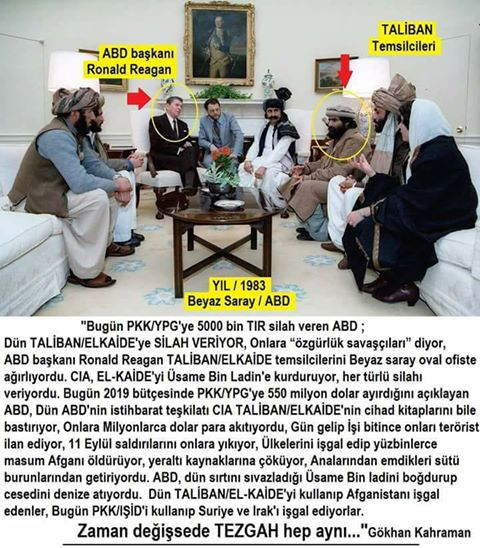 ABD başkanı
Ronald Reagan
TALİBAN
Temsilcileri
YIL / 1983
Beyaz Saray / ABD
"Bugün PKK/YPG'ye 5000 bin TIR silah veren ABD ;
Dün TALİBAN/ELKAİDE'ye SİLAH VERİYOR, Onlara “özgürlük savaşçıları” diyor,
ABD başkanı Ronald Reagan TALİBAN/ELKAİDE temsilcilerini Beyaz saray oval ofiste
ağırlıyordu. CIA, EL-KAİDE'yi Üsame Bin Ladin'e kurduruyor, her türlü silahı
veriyordu. Bugün 2019 bütçesinde PKK/YPG'ye 550 milyon dolar ayırdığını açıklayan
ABD, Dün ABD'nin istihbarat teşkilatı CIA TALİBAN/ELKAİDE'nin cihad kitaplarını bile
bastırıyor, Onlara Milyonlarca dolar para akıtıyordu, Gün gelip İşi bitince onları terörist
ilan ediyor, 11 Eylül saldırılarını onlara yıkıyor, Ülkelerini işgal edip yüzbinlerce
masum Afganı öldürüyor, yeraltı kaynaklarına çöküyor, Analarından emdikleri sütü
burunlarından getiriyordu. ABD, dün sırtını sıvazladığı Üsame Bin ladini boğdurup
cesedini denize atıyordu. Dün TALİBAN/EL-KAİDE'yi kullanıp Afganistanı işgal
edenler, Bugün PKK/IŞİD'i kullanıp Suriye ve Irak'ı işgal ediyorlar.
Zaman değişsede TEZGAH hep aynı..." Gökhan Kahraman